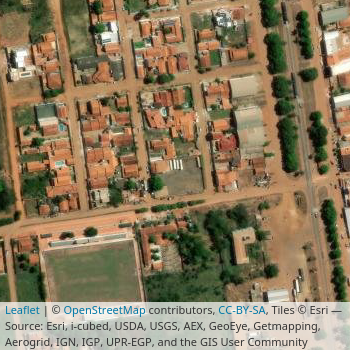 Leaflet | © OpenStreetMap contributors, CC-BY-SA, Tiles © Esri —
Source: Esri, i-cubed, USDA, USGS, AEX, GeoEye, Getmapping,
Aerogrid, IGN, IGP, UPR-EGP, and the GIS User Community